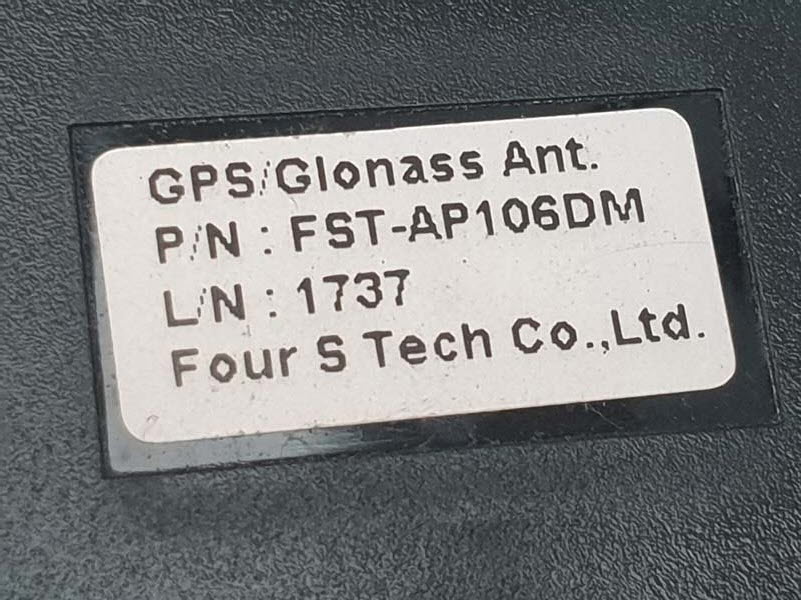 GPS/Glonass Ant.
P/N : FST-AP106DM
L/N : 1737
Four S Tech Co.,Ltd.